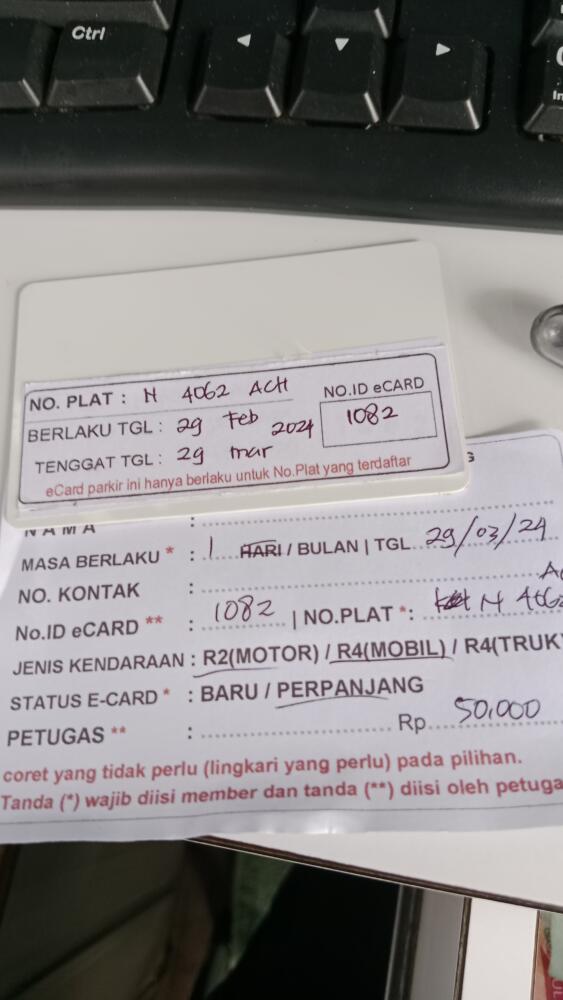 Ctrl
In
NO. PLAT : N 4062 ACH
NO.ID eCARD
1082
BERLAKU TGL : 29 Feb 2024
TENGGAT TGL : 29 mar
eCard parkir ini hanya berlaku untuk No.Plat yang terdaftar
NAMA :
MASA BERLAKU * : 1 HARI / BULAN | TGL. 29/03/24
NO. KONTAK :
No.ID eCARD ** : 1082 | NO.PLAT *: N 4062
JENIS KENDARAAN : R2(MOTOR) / R4(MOBIL) / R4(TRUK
STATUS E-CARD * : BARU / PERPANJANG
PETUGAS ** : Rp 50.000
coret yang tidak perlu (lingkari yang perlu) pada pilihan.
Tanda (*) wajib diisi member dan tanda (**) diisi oleh petuga